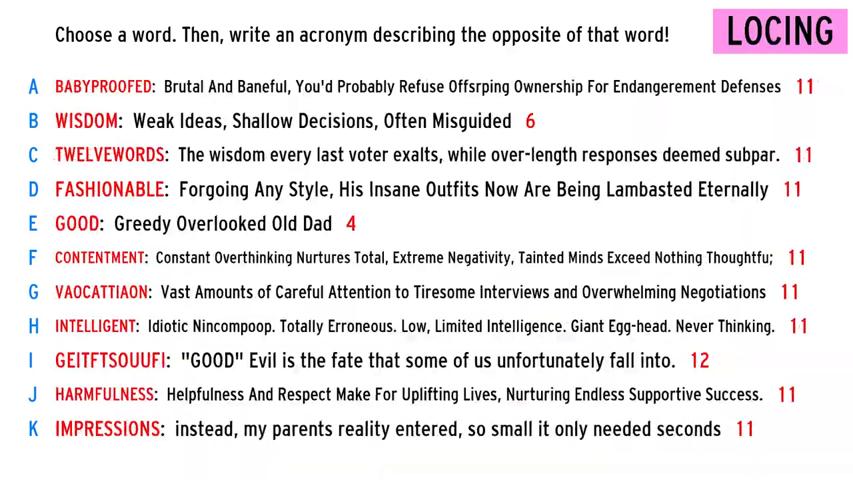 Choose a word. Then, write an acronym describing the opposite of that word!
LOCING
A BABYPROOFED: Brutal And Baneful, You'd Probably Refuse Offsrping Ownership For Endangerement Defenses 11
B WISDOM: Weak Ideas, Shallow Decisions, Often Misguided 6
C TWELVEWORDS: The wisdom every last voter exalts, while over-length responses deemed subpar. 11
D FASHIONABLE: Forgoing Any Style, His Insane Outfits Now Are Being Lambasted Eternally 11
E GOOD: Greedy Overlooked Old Dad 4
F CONTENTMENT: Constant Overthinking Nurtures Total, Extreme Negativity, Tainted Minds Exceed Nothing Thoughtfu; 11
G VAOCATTIAON: Vast Amounts of Careful Attention to Tiresome Interviews and Overwhelming Negotiations 11
H INTELLIGENT: Idiotic Nincompoop. Totally Erroneous. Low, Limited Intelligence. Giant Egg-head. Never Thinking. 11
I GEITFTSOUUFI: "GOOD" Evil is the fate that some of us unfortunately fall into. 12
J HARMFULNESS: Helpfulness And Respect Make For Uplifting Lives, Nurturing Endless Supportive Success. 11
K IMPRESSIONS: instead, my parents reality entered, so small it only needed seconds 11